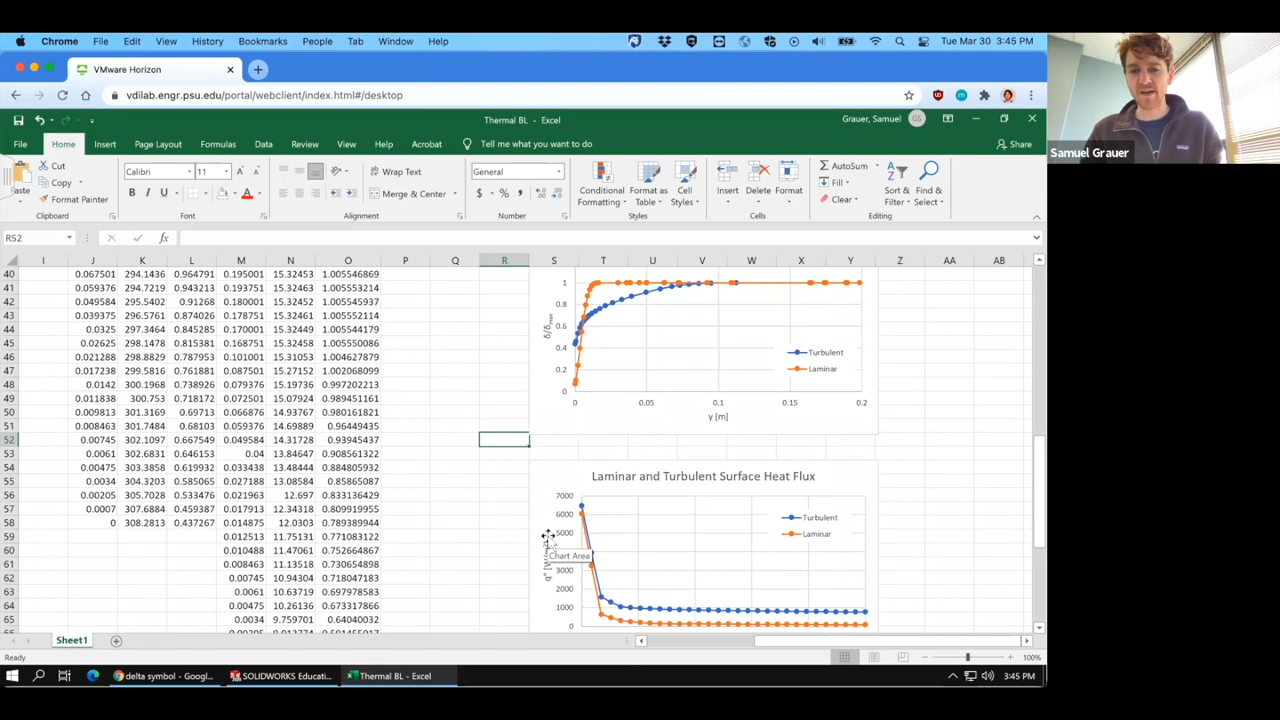 Chrome File Edit View History Bookmarks People Tab Window Help Tue Mar 30 3:45 PM
VMware Horizon
vdilab.engr.psu.edu/portal/webclient/index.html#/desktop
Thermal BL - Excel
Grauer, Samuel GS
Samuel Grauer
File Home Insert Page Layout Formulas Data Review View Help Acrobat Tell me what you want to do Share
Paste Cut Copy Format Painter
Calibri 11
B I U
Wrap Text
Merge & Center
General
$ % ,
Conditional Formatting Format as Table Cell Styles
Insert Delete Format
AutoSum Fill Clear
Sort & Filter Find & Select
Clipboard Font Alignment Number Styles Cells Editing
R52 fx
I J K L M N O P Q R S T U V W X Y Z AA AB
40 0.067501 294.1436 0.964791 0.195001 15.32453 1.005546869
41 0.059376 294.7219 0.943213 0.193751 15.32463 1.005553214
42 0.049584 295.5402 0.91268 0.180001 15.32452 1.005545937
43 0.039375 296.5761 0.874026 0.178751 15.32461 1.005552114
44 0.0325 297.3464 0.845285 0.170001 15.32449 1.005544179
45 0.02625 298.1478 0.815381 0.168751 15.32458 1.005550086
46 0.021288 298.8829 0.787953 0.101001 15.31053 1.004627879
47 0.017238 299.5816 0.761881 0.087501 15.27152 1.002068099
48 0.0142 300.1968 0.738926 0.079376 15.19736 0.997202213
49 0.011838 300.753 0.718172 0.073125 15.07924 0.989451161
50 0.009813 301.3169 0.69713 0.066876 14.93767 0.980161821
51 0.008463 301.7484 0.68103 0.059376 14.69889 0.96449435
52 0.00745 302.1097 0.667549 0.049584 14.31728 0.93945437
53 0.0061 302.6831 0.646153 0.04 13.84647 0.908561322
54 0.00475 303.3858 0.619932 0.033438 13.48444 0.884805932
55 0.0034 304.3203 0.585065 0.027188 13.08584 0.85865087
56 0.00205 305.7028 0.533476 0.021963 12.697 0.833136429
57 0.0007 307.6884 0.459387 0.017238 12.34318 0.809919955
58 0 308.2813 0.437267 0.014875 12.0303 0.789389944
59 0.012513 11.75131 0.771083122
60 0.010488 11.47061 0.752664867
61 0.008463 11.13518 0.730654898
62 0.00745 10.94304 0.718047183
63 0.0061 10.63719 0.697978583
64 0.00475 10.26136 0.673317866
65 0.0034 9.759701 0.64040032
1
0.8
0.6
0.4
0.2
0
δ/δmax
Turbulent
Laminar
0 0.05 0.1 0.15 0.2
y [m]
Laminar and Turbulent Surface Heat Flux
7000
6000
5000
3000
2000
1000
0
Turbulent
Laminar
Chart Area
Sheet1
Ready 100%
delta symbol - Googl... SOLIDWORKS Educati... Thermal BL - Excel 3:45 PM